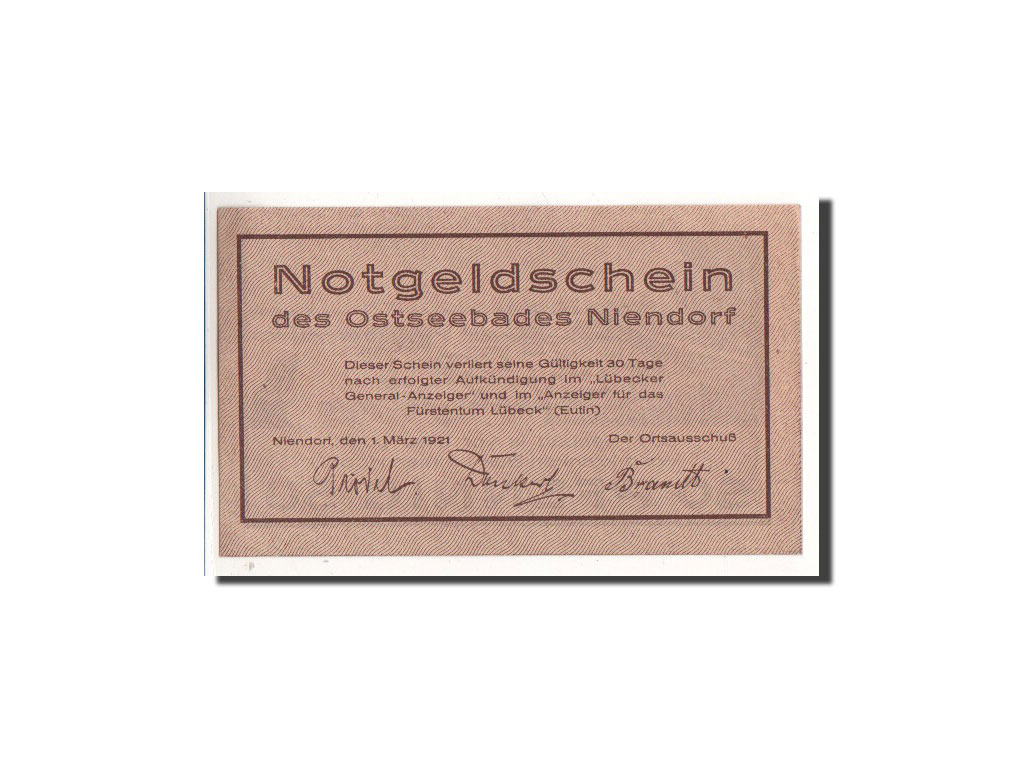 Notgeldschein
des Ostseebades Niendorf
Dieser Schein verliert seine Gültigkeit 30 Tage
nach erfolgter Aufkündigung im „Lübecker
General-Anzeiger" und im „Anzeiger für das
Fürstentum Lübeck" (Eutin)
Niendorf, den 1. März 1921 Der Ortsausschuß
Brandt